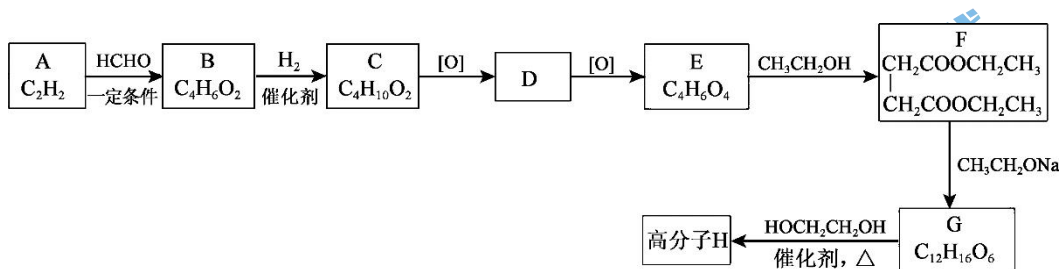 A
C₂H₂
HCHO
一定条件
B
C₄H₆O₂
H₂
催化剂
C
C₄H₁₀O₂
[O]
D
[O]
E
C₄H₆O₄
CH₃CH₂OH
F
CH₂COOCH₂CH₃
CH₂COOCH₂CH₃
CH₃CH₂ONa
G
C₁₂H₁₆O₆
HOCH₂CH₂OH
催化剂，△
高分子H